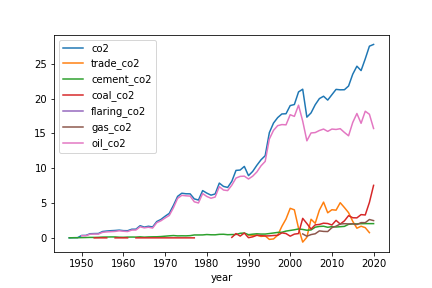 co2
trade_co2
cement_co2
coal_co2
flaring_co2
gas_co2
oil_co2
25
20
15
10
5
0
1950 1960 1970 1980 1990 2000 2010 2020
year